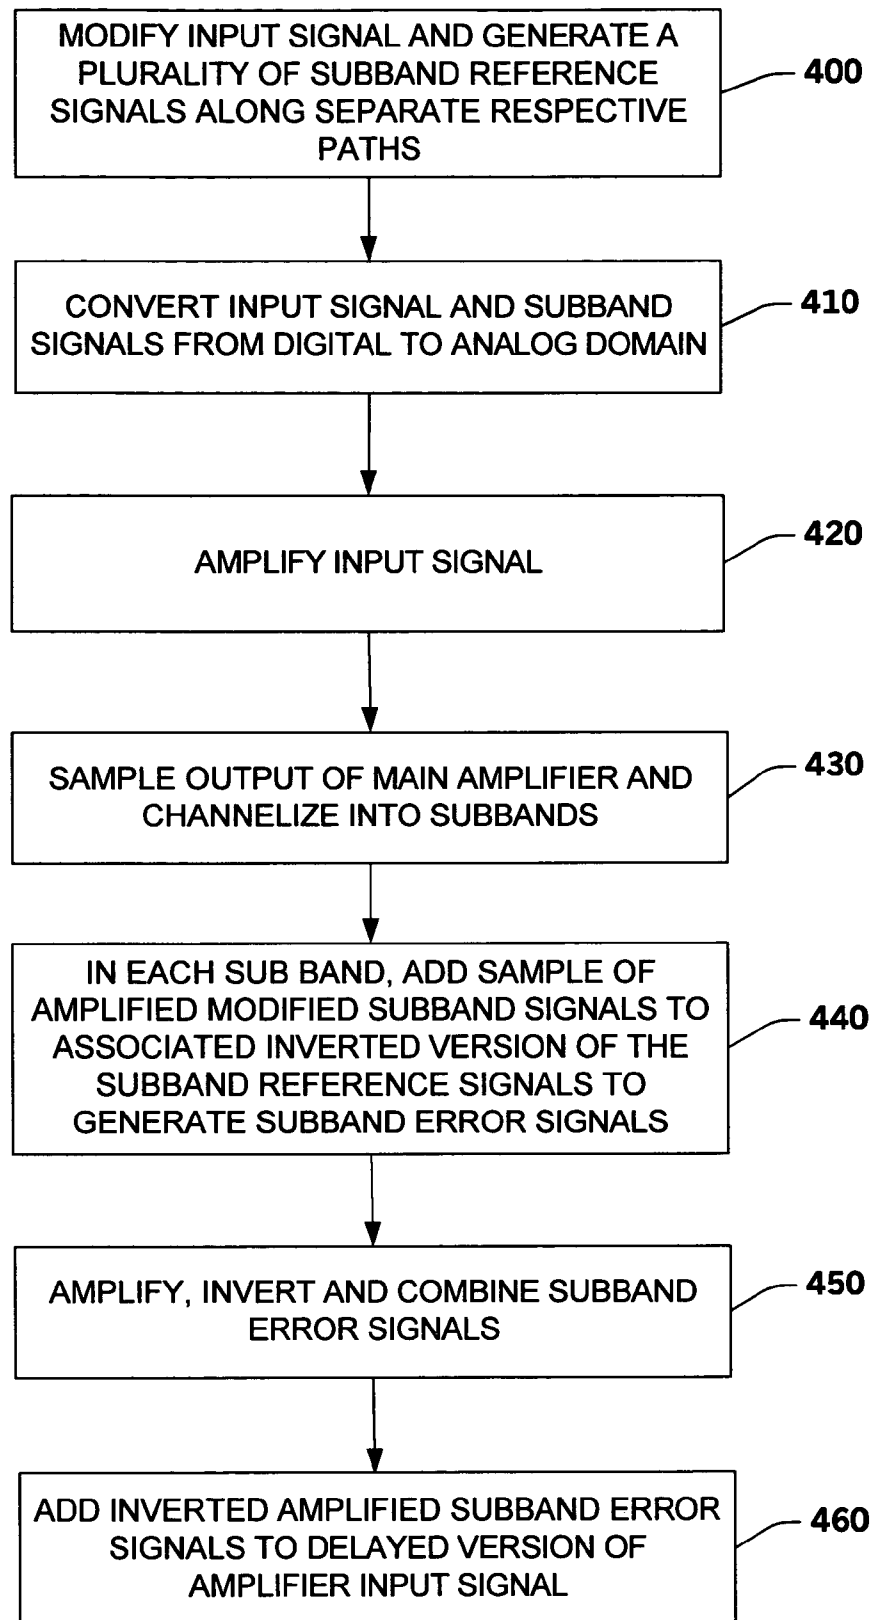 MODIFY INPUT SIGNAL AND GENERATE A
PLURALITY OF SUBBAND REFERENCE
SIGNALS ALONG SEPARATE RESPECTIVE
PATHS
400
CONVERT INPUT SIGNAL AND SUBBAND
SIGNALS FROM DIGITAL TO ANALOG DOMAIN
410
AMPLIFY INPUT SIGNAL
420
SAMPLE OUTPUT OF MAIN AMPLIFIER AND
CHANNELIZE INTO SUBBANDS
430
IN EACH SUB BAND, ADD SAMPLE OF
AMPLIFIED MODIFIED SUBBAND SIGNALS TO
ASSOCIATED INVERTED VERSION OF THE
SUBBAND REFERENCE SIGNALS TO
GENERATE SUBBAND ERROR SIGNALS
440
AMPLIFY, INVERT AND COMBINE SUBBAND
ERROR SIGNALS
450
ADD INVERTED AMPLIFIED SUBBAND ERROR
SIGNALS TO DELAYED VERSION OF
AMPLIFIER INPUT SIGNAL
460